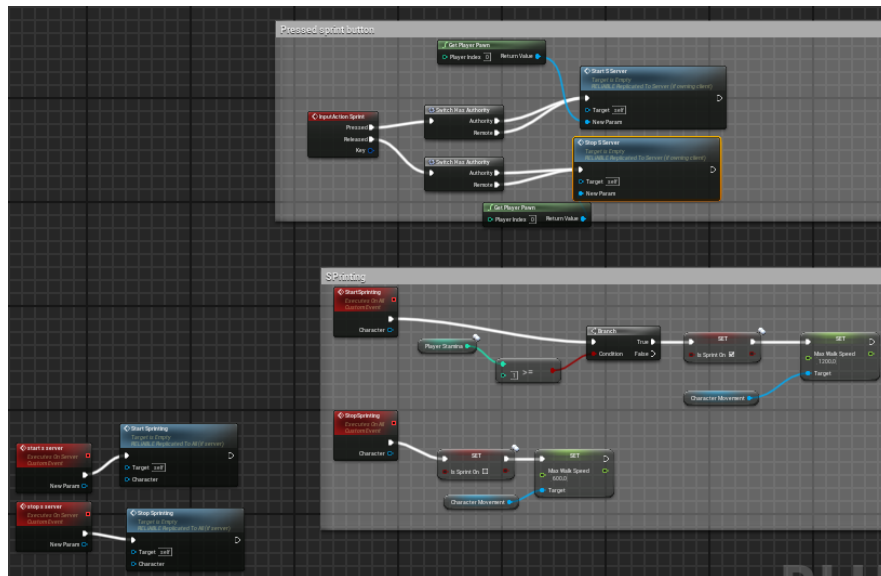 Pressed sprint button
Get Player Pawn
Player Index 0 Return Value
Start S Server
Target is Empty
RELIABLE Replicated To Server (if owning client)
Target self
New Param
InputAction Sprint
Pressed
Released
Key
Switch Has Authority
Authority
Remote
Switch Has Authority
Authority
Remote
Stop S Server
Target is Empty
RELIABLE Replicated To Server (if owning client)
Target self
New Param
Get Player Pawn
Player Index 0 Return Value
SPrinting
StartSprinting
Executes On All
Custom Event
Character
Player Stamina
1 >=
Branch
True
Condition False
SET
Is Sprint On
SET
Max Walk Speed
1200.0
Target
Character Movement
StopSprinting
Executes On All
Custom Event
Character
SET
Is Sprint On
SET
Max Walk Speed
600.0
Target
Character Movement
start s server
Executes On Server
Custom Event
New Param
Start Sprinting
Target is Empty
RELIABLE Replicated To All (if server)
Target self
Character
stop s server
Executes On Server
Custom Event
New Param
Stop Sprinting
Target is Empty
RELIABLE Replicated To All (if server)
Target self
Character